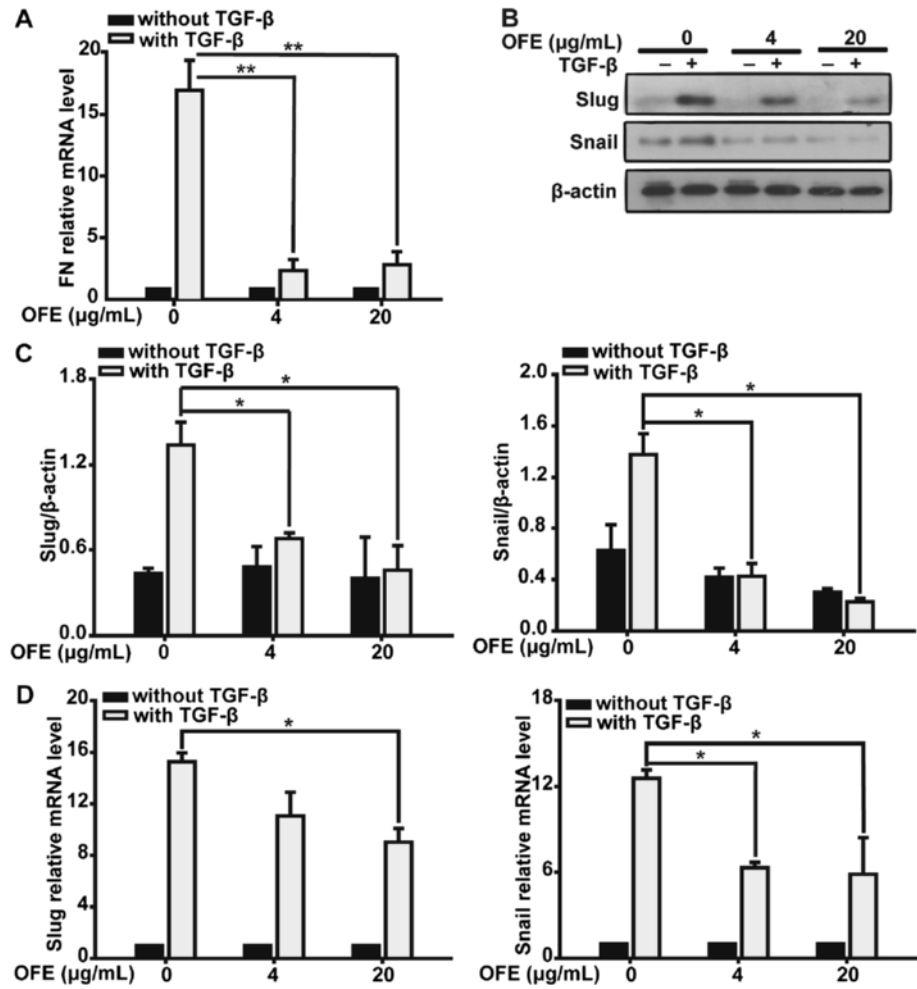 A
without TGF-β
with TGF-β
FN relative mRNA level
20
15
10
5
0
**
**
OFE (μg/mL)
0
4
20
B
OFE (μg/mL)
0
4
20
TGF-β
– + – + – +
Slug
Snail
β-actin
C
without TGF-β
with TGF-β
Slug/β-actin
1.8
1.2
0.6
0.0
*
*
OFE (μg/mL)
0
4
20
without TGF-β
with TGF-β
Snail/β-actin
2.0
1.6
1.2
0.8
0.4
0.0
*
*
OFE (μg/mL)
0
4
20
D
without TGF-β
with TGF-β
Slug relative mRNA level
20
16
12
8
4
0
*
OFE (μg/mL)
0
4
20
without TGF-β
with TGF-β
Snail relative mRNA level
18
12
6
0
*
*
OFE (μg/mL)
0
4
20